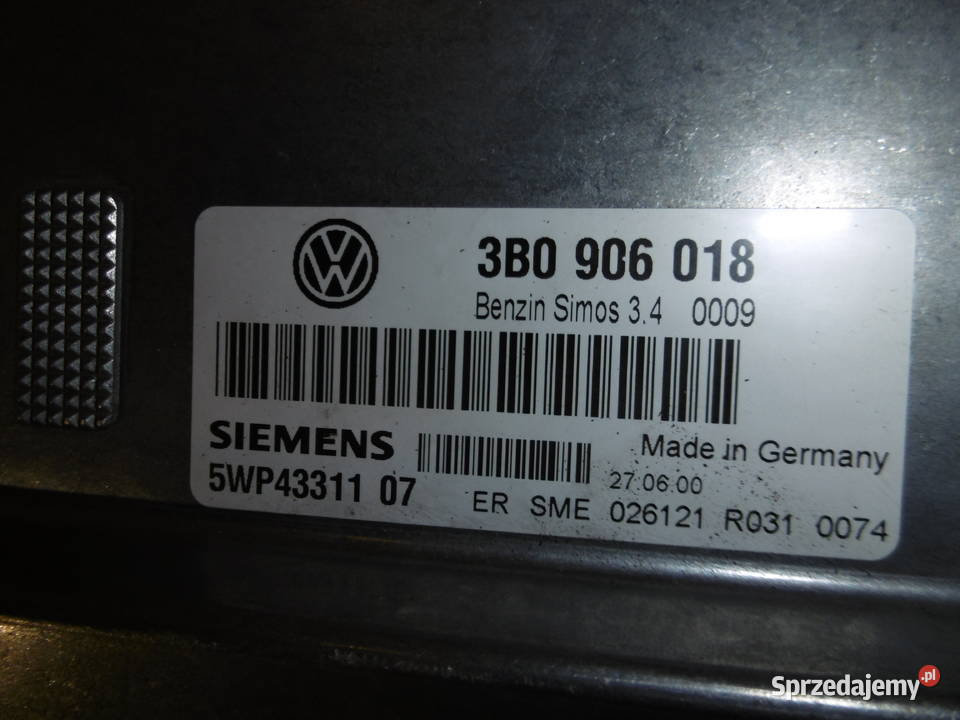 3B0 906 018
Benzin Simos 3.4 0009
SIEMENS
Made in Germany
5WP43311 07
27.06.00
ER SME 026121 R031 0074
Sprzedajemy.pl